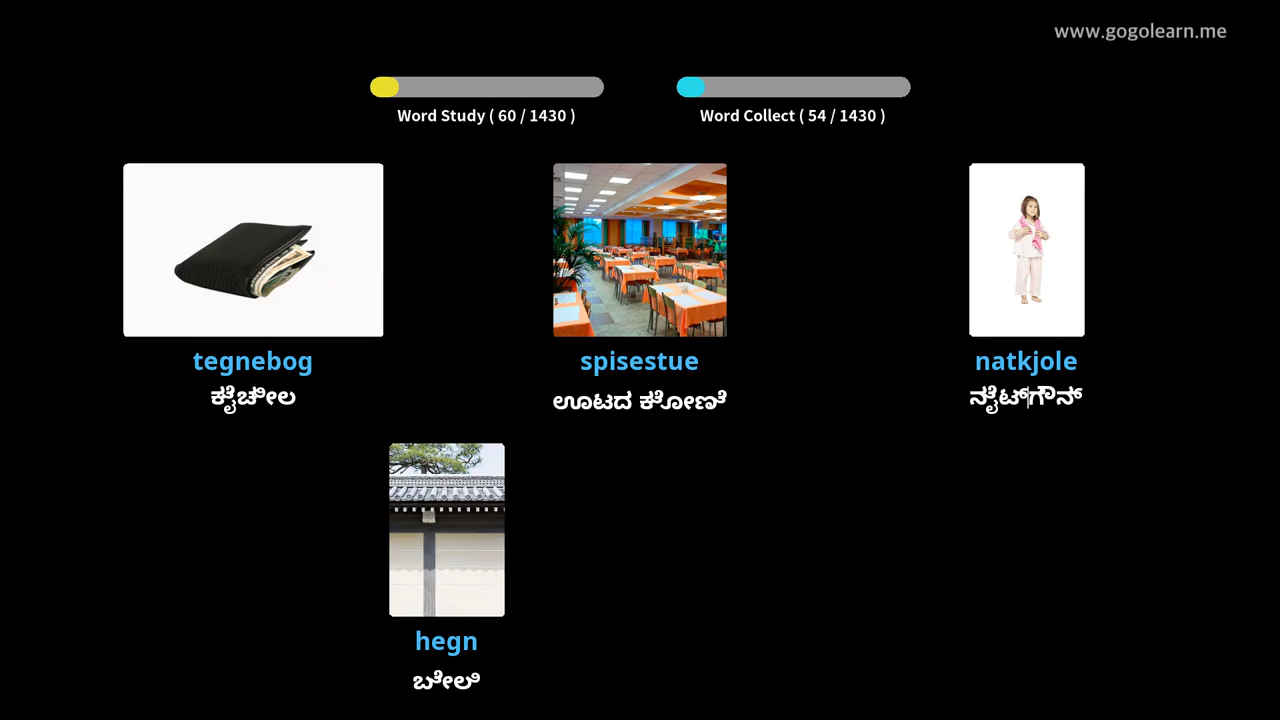 www.gogolearn.me
Word Study ( 60 / 1430 )
Word Collect ( 54 / 1430 )
tegnebog
ಕೈಚೀಲ
spisestue
ಊಟದ ಕೋಣೆ
natkjole
ನೈಟ್‌ಗೌನ್
hegn
ಬೇಲಿ